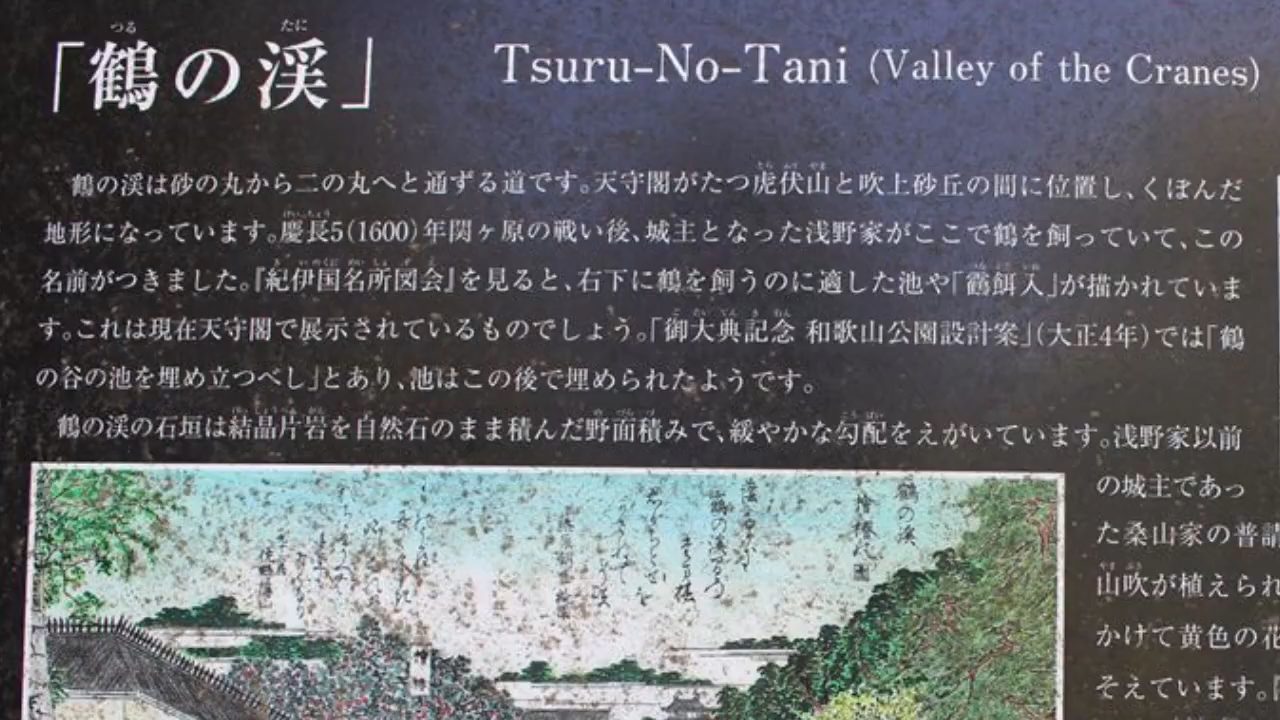 「鶴の渓」 Tsuru-No-Tani (Valley of the Cranes)
鶴の渓は砂の丸から二の丸へと通ずる道です。天守閣がたつ虎伏山と吹上砂丘の間に位置し、くぼんだ
地形になっています。慶長5(1600)年関ヶ原の戦い後、城主となった浅野家がここで鶴を飼っていて、この
名前がつきました。『紀伊国名所図会』を見ると、右下に鶴を飼うのに適した池や「靍餌入」が描かれていま
す。これは現在天守閣で展示されているものでしょう。「御大典記念 和歌山公園設計案」(大正4年)では「鶴
の谷の池を埋め立つべし」とあり、池はこの後で埋められたようです。
鶴の渓の石垣は結晶片岩を自然石のまま積んだ野面積みで、緩やかな勾配をえがいています。浅野家以前
の城主であっ
た桑山家の普請
山吹が植えられ
かけて黄色の花
そえています。
鶴の渓